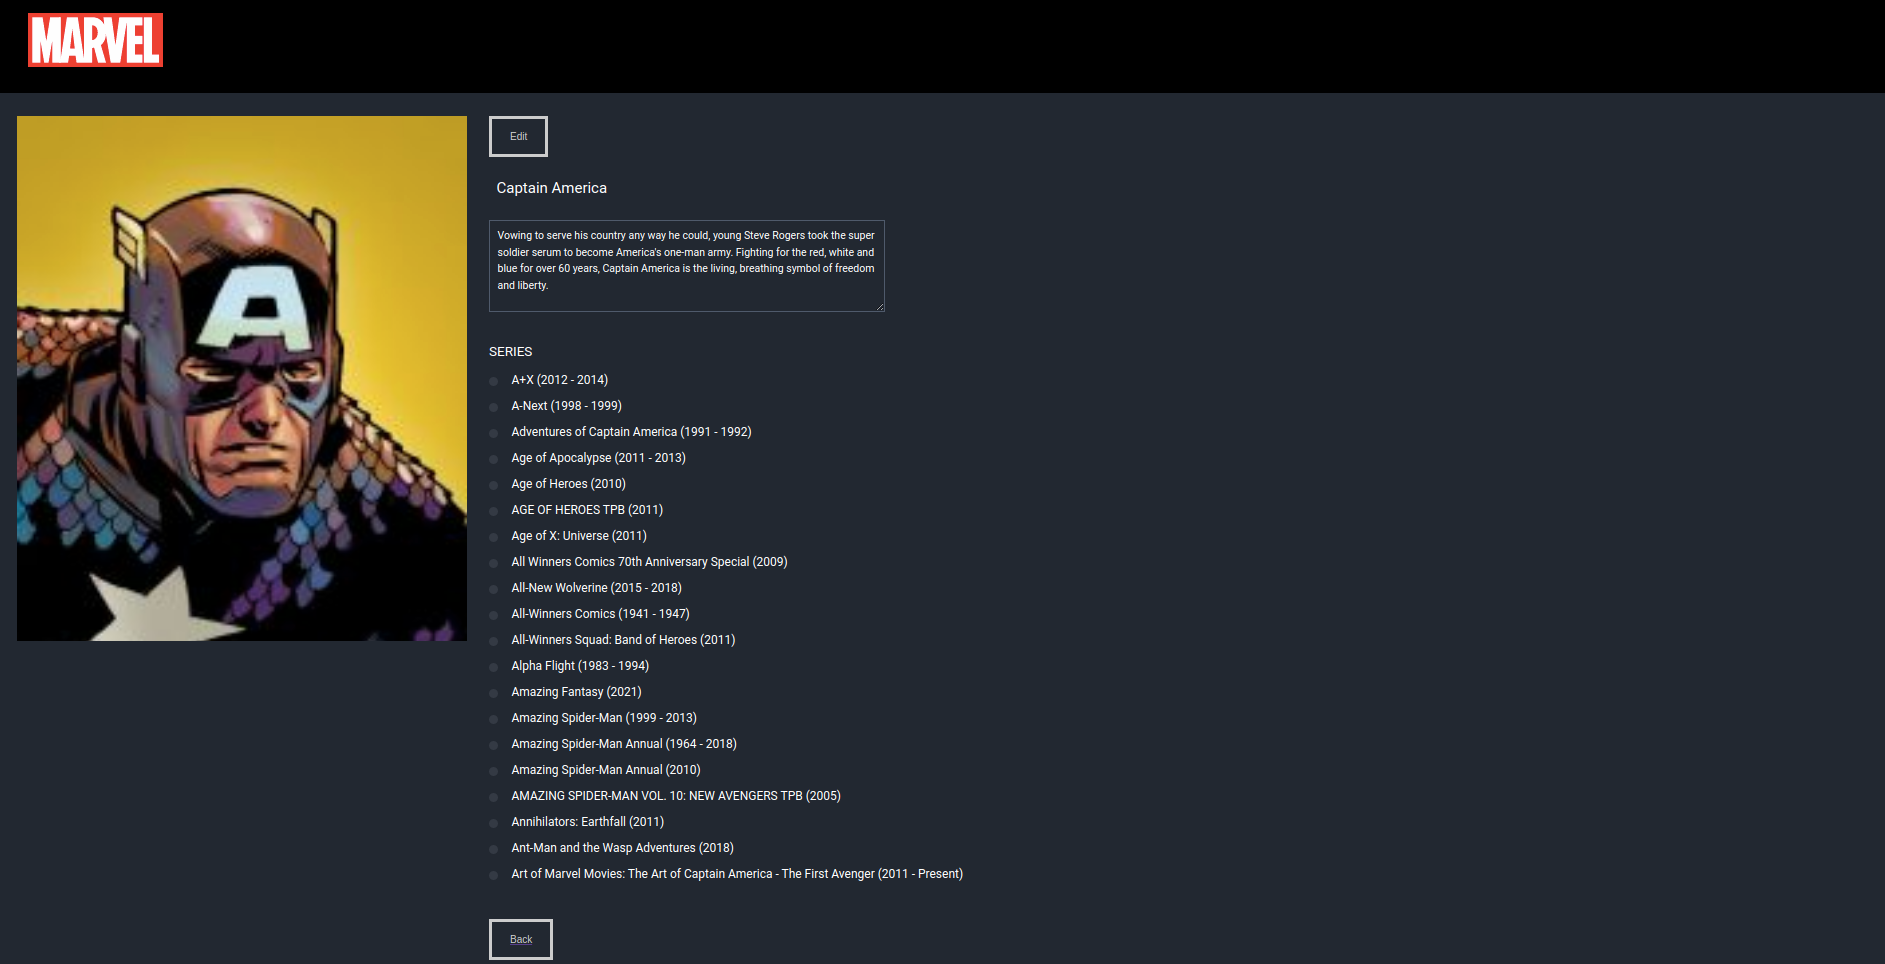 MARVEL
Edit
Captain America
Vowing to serve his country any way he could, young Steve Rogers took the super
soldier serum to become America's one-man army. Fighting for the red, white and
blue for over 60 years, Captain America is the living, breathing symbol of freedom
and liberty.
A
SERIES
A+X (2012 - 2014)
A-Next (1998 - 1999)
Adventures of Captain America (1991 - 1992)
Age of Apocalypse (2011 - 2013)
Age of Heroes (2010)
AGE OF HEROES TPB (2011)
Age of X: Universe (2011)
All Winners Comics 70th Anniversary Special (2009)
All-New Wolverine (2015 - 2018)
All-Winners Comics (1941 - 1947)
All-Winners Squad: Band of Heroes (2011)
Alpha Flight (1983 - 1994)
Amazing Fantasy (2021)
Amazing Spider-Man (1999 - 2013)
Amazing Spider-Man Annual (1964 - 2018)
Amazing Spider-Man Annual (2010)
AMAZING SPIDER-MAN VOL. 10: NEW AVENGERS TPB (2005)
Annihilators: Earthfall (2011)
Ant-Man and the Wasp Adventures (2018)
Art of Marvel Movies: The Art of Captain America - The First Avenger (2011 - Present)
Back